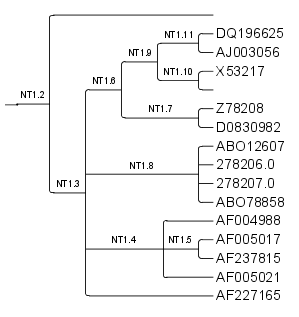 NT1.11
DQ196625
NT1.9
AJ003056
NT1.10
X53217
NT1.6
NT1.2
Z78208
NT1.7
D0830982
ABO12607
NT1.8
278206.0
NT1.3
278207.0
ABO78858
AF004988
NT1.4
NT1.5
AF005017
AF237815
AF005021
AF227165